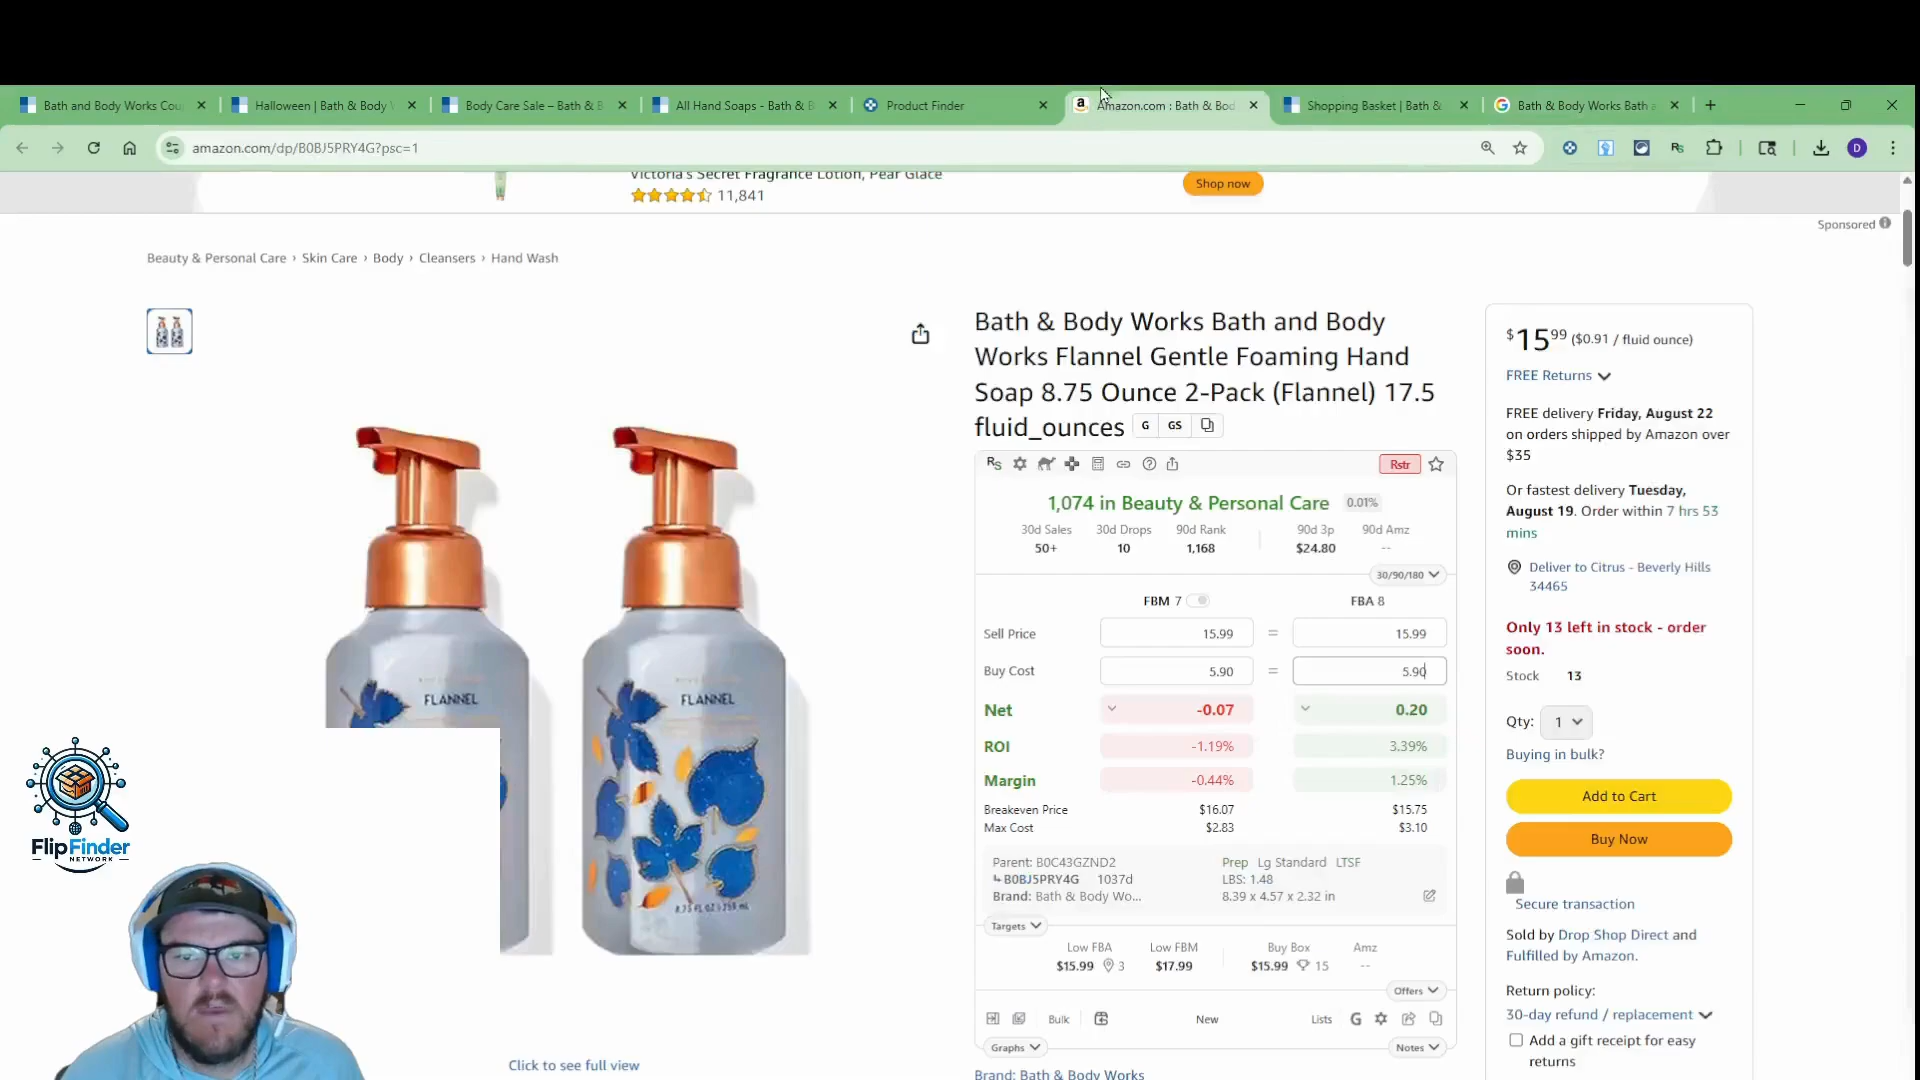 Bath and Body Works Cou
Halloween | Bath & Body
Body Care Sale – Bath & B
All Hand Soaps - Bath & B
Product Finder
Amazon.com : Bath & Bod
Shopping Basket | Bath &
Bath & Body Works Bath a
amazon.com/dp/B0BJ5PRY4G?psc=1
RS
D
Victoria's Secret Fragrance Lotion, Pear Glace
11,841
Shop now
Sponsored
Beauty & Personal Care › Skin Care › Body › Cleansers › Hand Wash
Bath & Body Works Bath and Body
Works Flannel Gentle Foaming Hand
Soap 8.75 Ounce 2-Pack (Flannel) 17.5
fluid_ounces G GS
RS Rstr
1,074 in Beauty & Personal Care 0.01%
30d Sales 30d Drops 90d Rank 90d 3p 90d Amz
50+ 10 1,168 $24.80 --
30/90/180
FBM 7 FBA 8
Sell Price 15.99 = 15.99
Buy Cost 5.90 = 5.90
Net -0.07 0.20
ROI -1.19% 3.39%
Margin -0.44% 1.25%
Breakeven Price $16.07 $15.75
Max Cost $2.83 $3.10
Parent: B0C43GZND2 Prep Lg Standard LTSF
B0BJ5PRY4G 1037d LBS: 1.48
Brand: Bath & Body Wo... 8.39 x 4.57 x 2.32 in
Targets
Low FBA Low FBM Buy Box Amz
$15.99 3 $17.99 $15.99 15 --
Offers
Bulk New Lists G
Graphs Notes
Brand: Bath & Body Works
$15.99 ($0.91 / fluid ounce)
FREE Returns
FREE delivery Friday, August 22
on orders shipped by Amazon over
$35
Or fastest delivery Tuesday,
August 19. Order within 7 hrs 53
mins
Deliver to Citrus - Beverly Hills
34465
Only 13 left in stock - order
soon.
Stock 13
Qty: 1
Buying in bulk?
Add to Cart
Buy Now
Secure transaction
Sold by Drop Shop Direct and
Fulfilled by Amazon.
Return policy:
30-day refund / replacement
Add a gift receipt for easy
returns
FLANNEL
FLANNEL
8.75 FL OZ / 259 mL
FlipFinder
NETWORK
Click to see full view